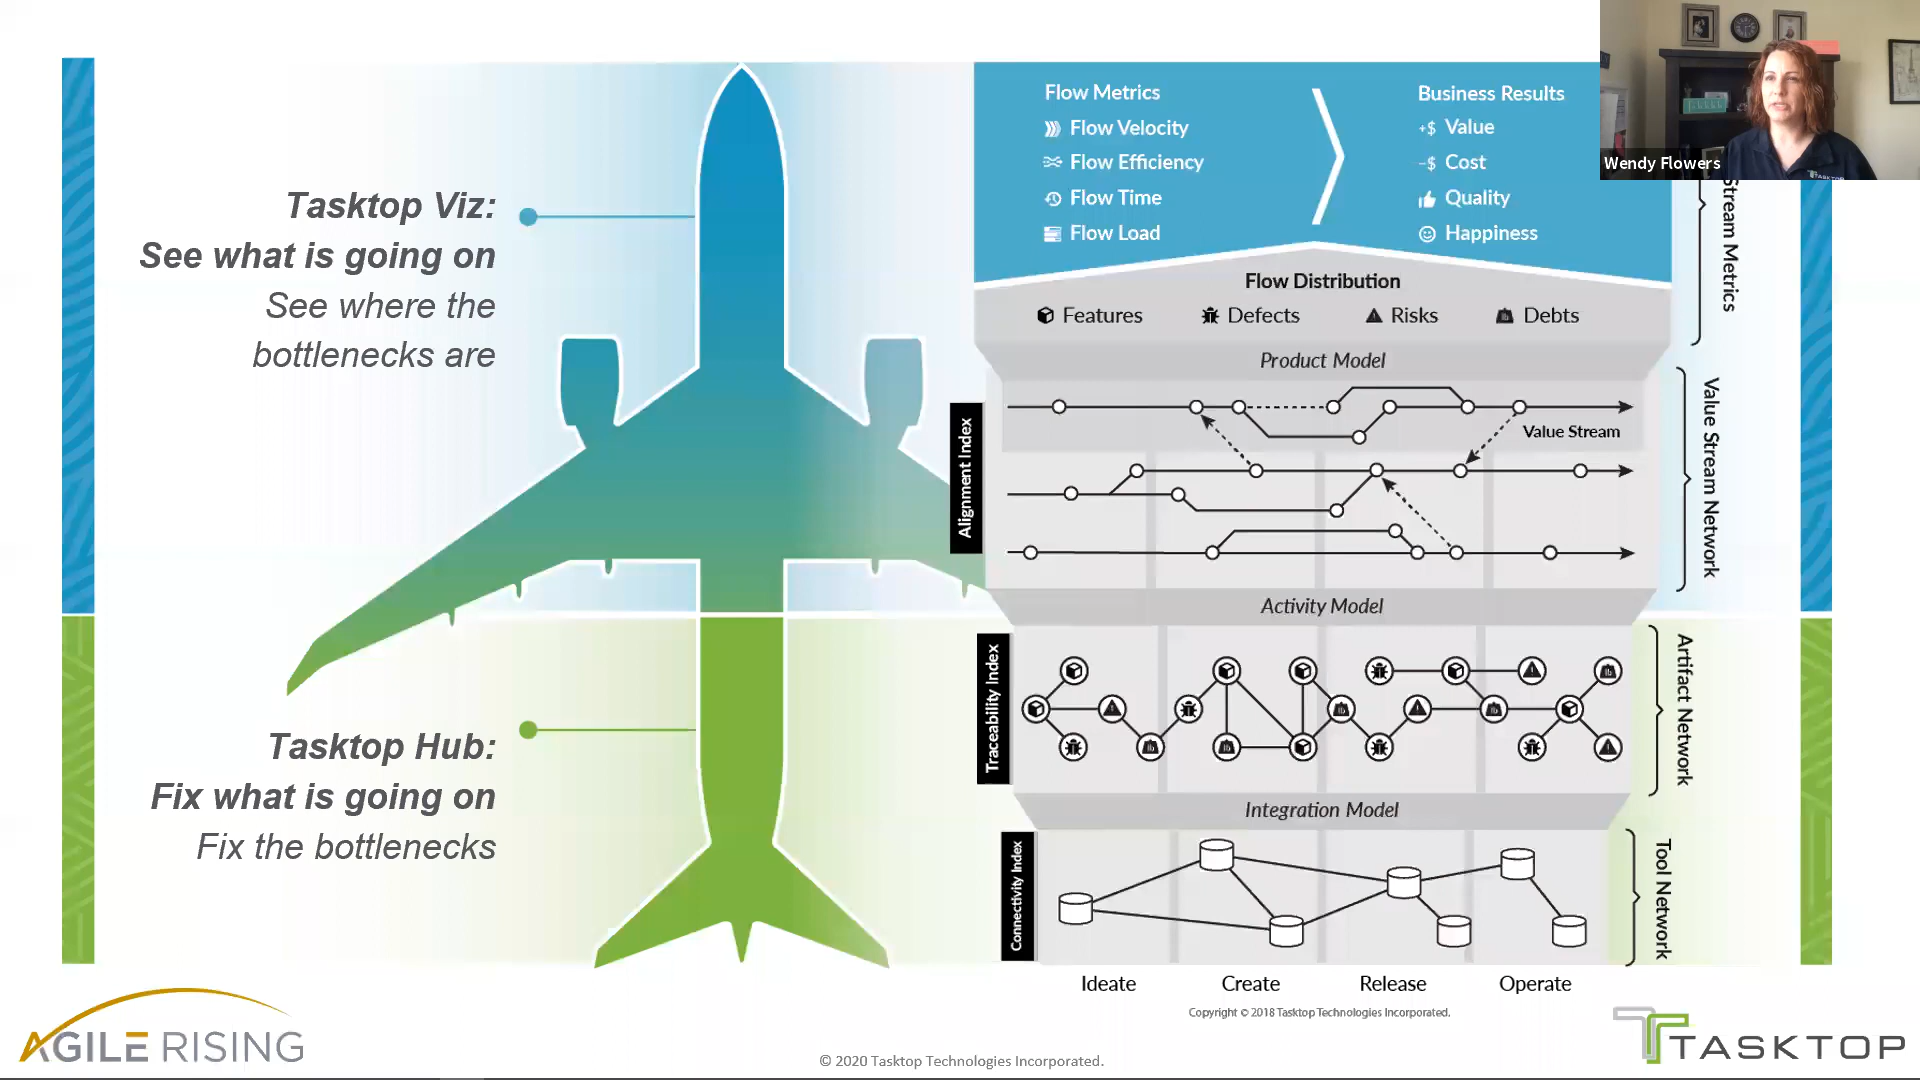 Tasktop Viz:
See what is going on
See where the
bottlenecks are
Tasktop Hub:
Fix what is going on
Fix the bottlenecks
Flow Metrics
Flow Velocity
Flow Efficiency
Flow Time
Flow Load
Business Results
+$ Value
-$ Cost
Quality
Happiness
Wendy Flowers
TASKTOP
Flow Distribution
Features
Defects
Risks
Debts
Stream Metrics
Product Model
Alignment Index
Value Stream
Value Stream Network
Activity Model
Traceability Index
Artifact Network
Integration Model
Connectivity Index
Tool Network
Ideate
Create
Release
Operate
Copyright © 2018 Tasktop Technologies Incorporated.
AGILE RISING
© 2020 Tasktop Technologies Incorporated.
TASKTOP